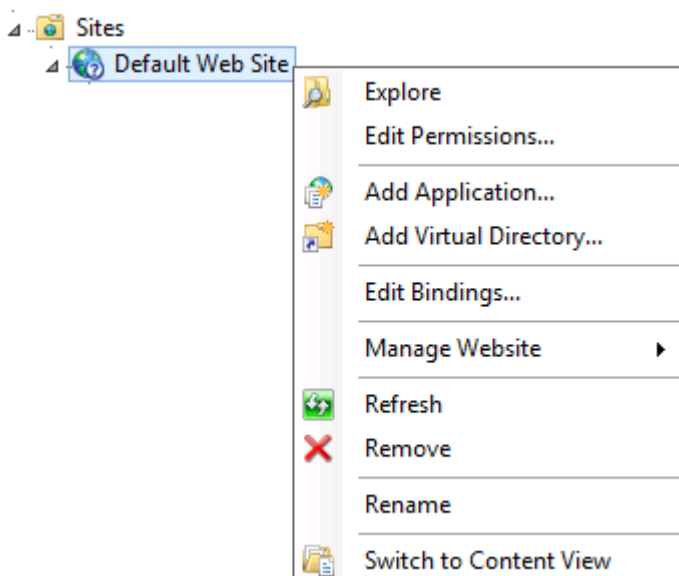 Sites
Default Web Site
Explore
Edit Permissions...
Add Application...
Add Virtual Directory...
Edit Bindings...
Manage Website
Refresh
Remove
Rename
Switch to Content View